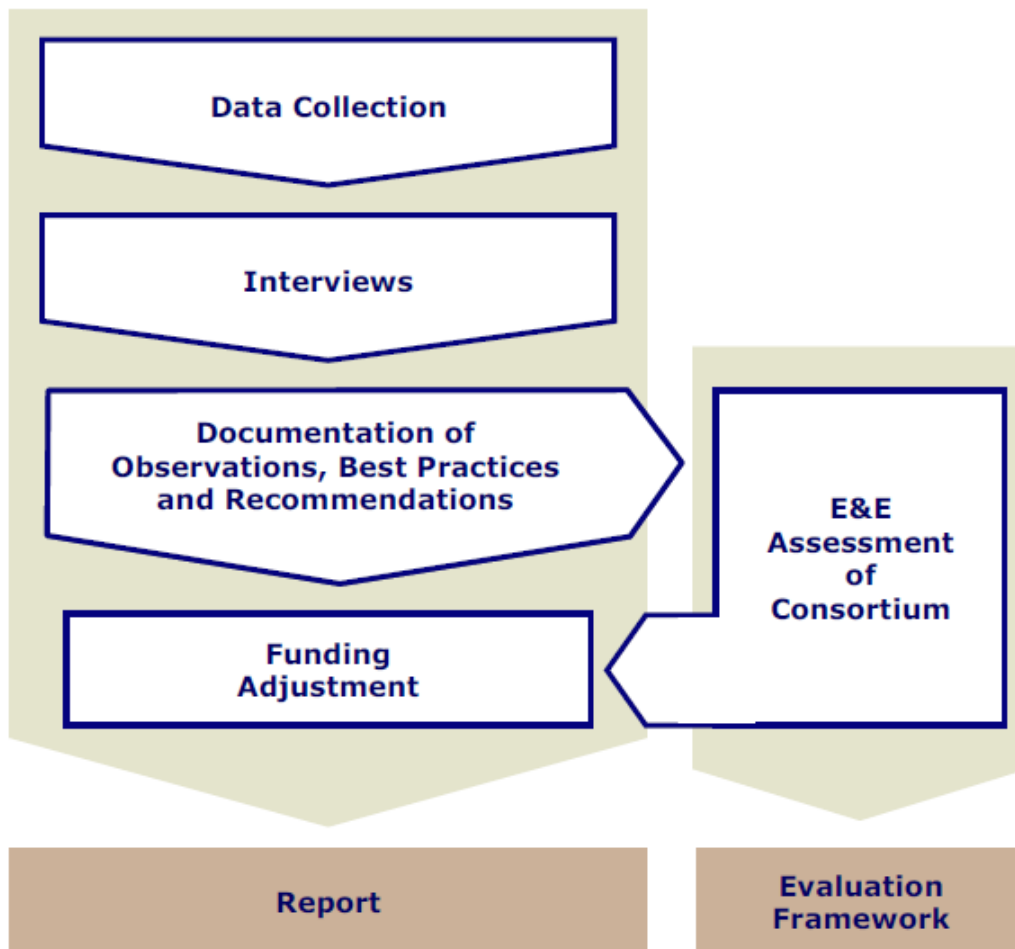 Data Collection
Interviews
Documentation of
Observations, Best Practices
and Recommendations
E&E
Assessment
of
Consortium
Funding
Adjustment
Report
Evaluation
Framework